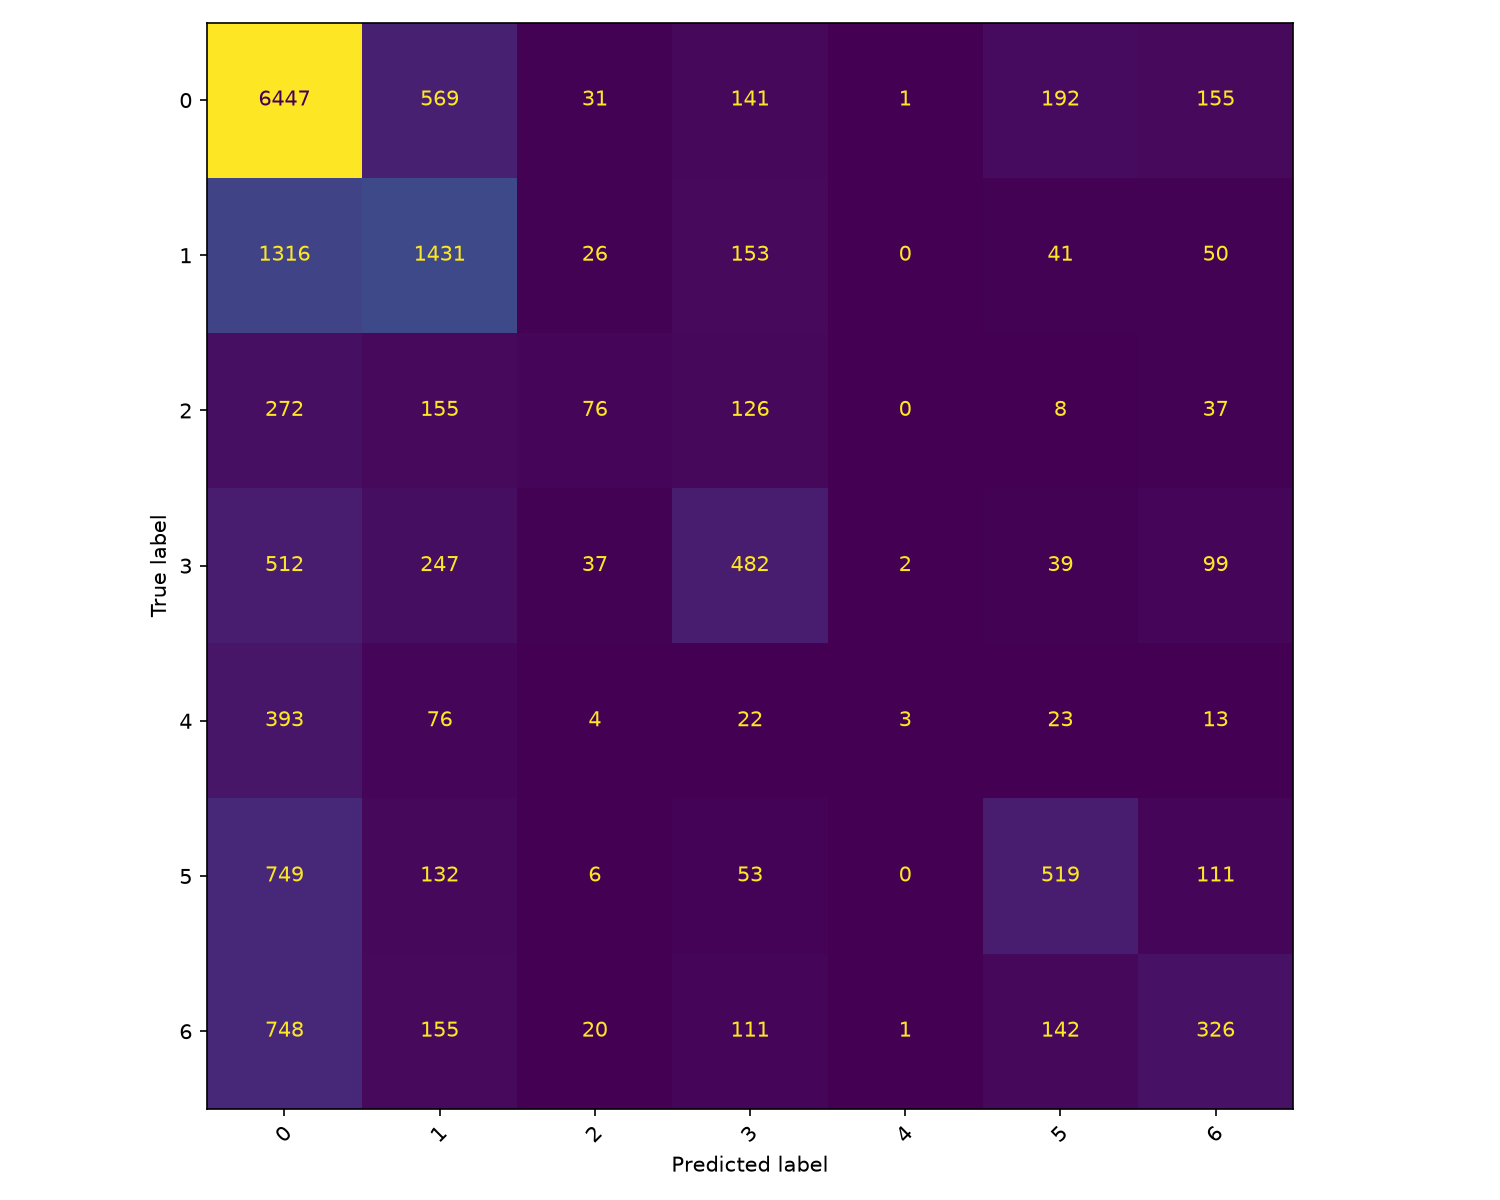 0 6447 569 31 141 1 192 155
1 1316 1431 26 153 0 41 50
2 272 155 76 126 0 8 37
3 512 247 37 482 2 39 99
4 393 76 4 22 3 23 13
5 749 132 6 53 0 519 111
6 748 155 20 111 1 142 326
True label
0 1 2 3 4 5 6
Predicted label